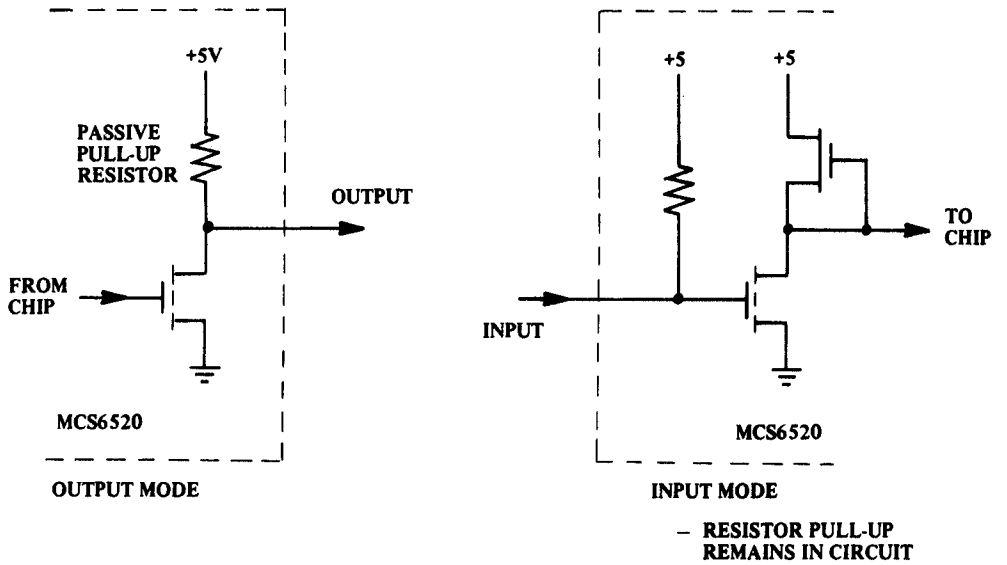 +5V
PASSIVE
PULL-UP
RESISTOR
OUTPUT
FROM
CHIP
MCS6520
OUTPUT MODE
+5
+5
TO
CHIP
INPUT
MCS6520
INPUT MODE
– RESISTOR PULL-UP
REMAINS IN CIRCUIT